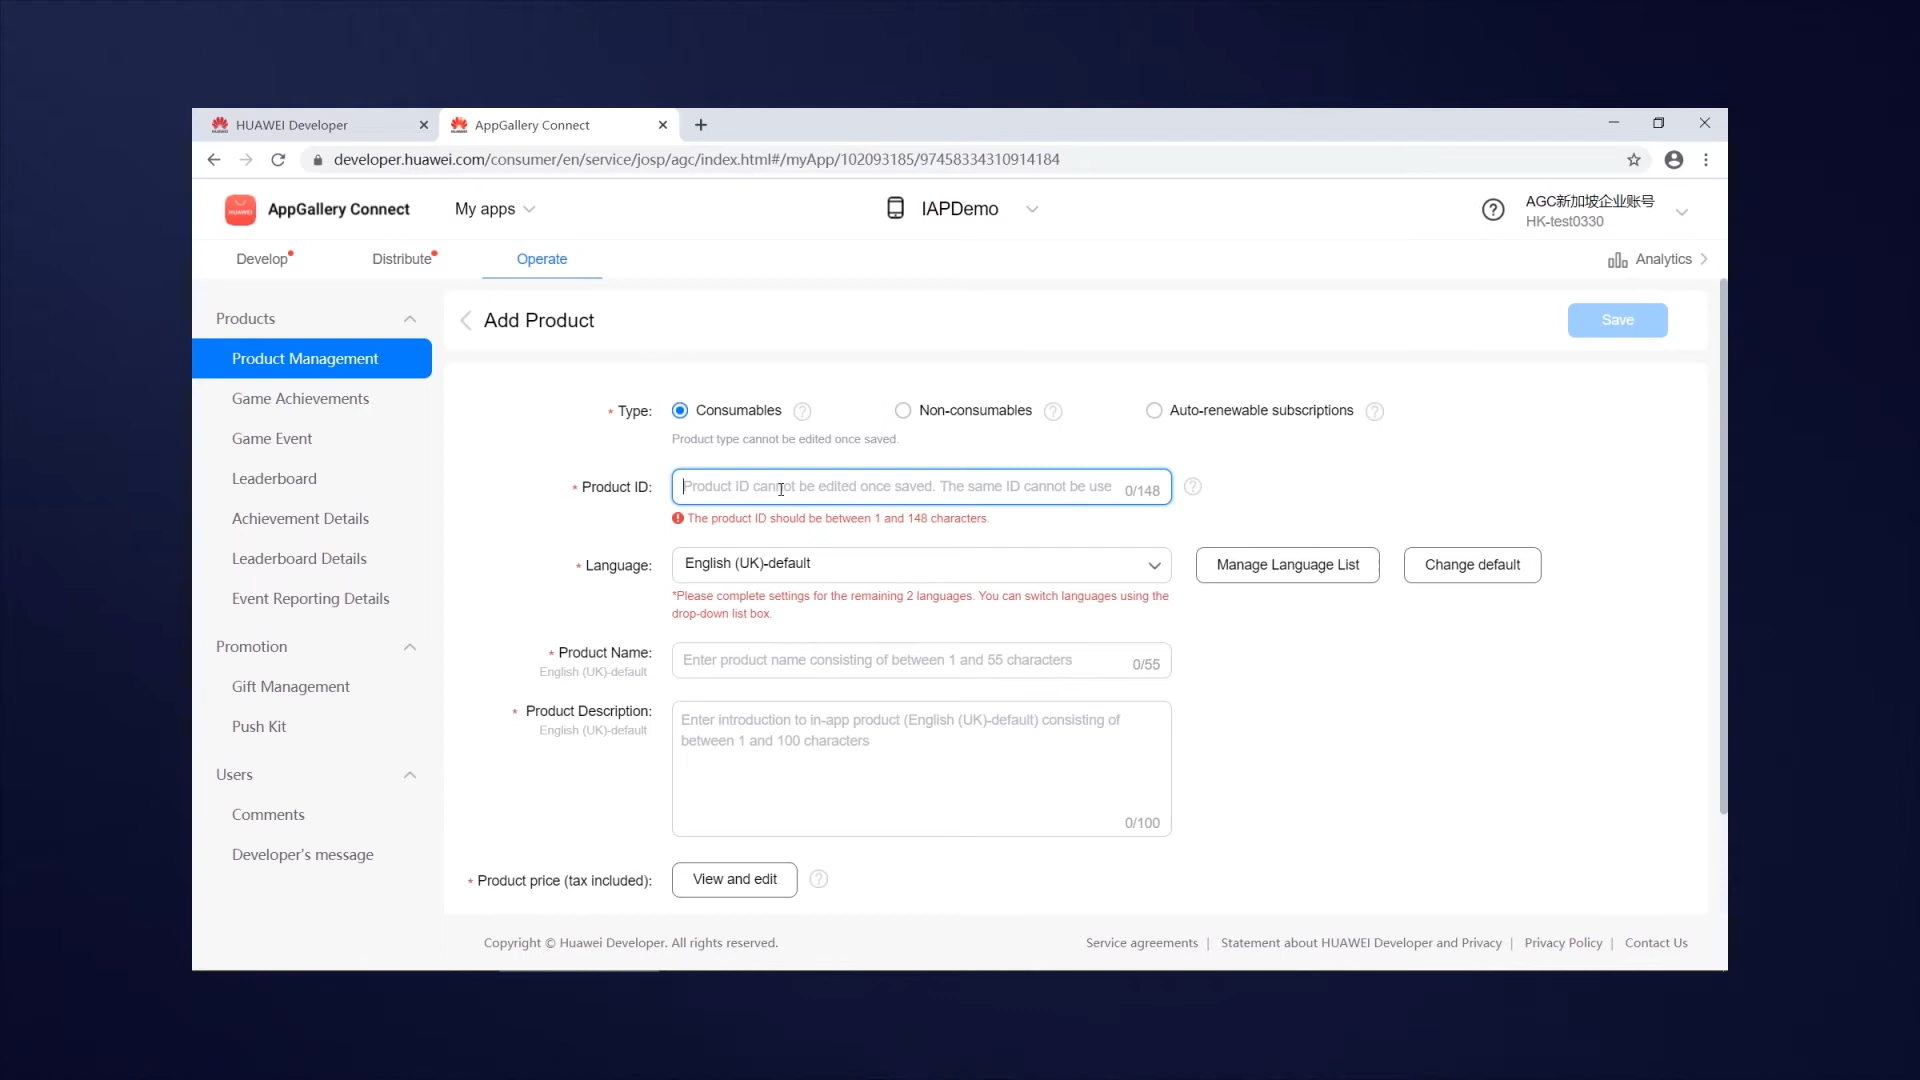 HUAWEI Developer
AppGallery Connect
developer.huawei.com/consumer/en/service/josp/agc/index.html#/myApp/102093185/97458334310914184
HUAWEI
AppGallery Connect
My apps
IAPDemo
AGC新加坡企业账号
HK-test0330
Develop
Distribute
Operate
Analytics
Products
Product Management
Game Achievements
Game Event
Leaderboard
Achievement Details
Leaderboard Details
Event Reporting Details
Promotion
Gift Management
Push Kit
Users
Comments
Developer's message
Add Product
Save
* Type:
Consumables
Non-consumables
Auto-renewable subscriptions
Product type cannot be edited once saved.
* Product ID:
Product ID cannot be edited once saved. The same ID cannot be use
0/148
The product ID should be between 1 and 148 characters.
* Language:
English (UK)-default
Manage Language List
Change default
*Please complete settings for the remaining 2 languages. You can switch languages using the
drop-down list box.
* Product Name:
English (UK)-default
Enter product name consisting of between 1 and 55 characters
0/55
* Product Description:
English (UK)-default
Enter introduction to in-app product (English (UK)-default) consisting of
between 1 and 100 characters
0/100
* Product price (tax included):
View and edit
Copyright © Huawei Developer. All rights reserved.
Service agreements | Statement about HUAWEI Developer and Privacy | Privacy Policy | Contact Us